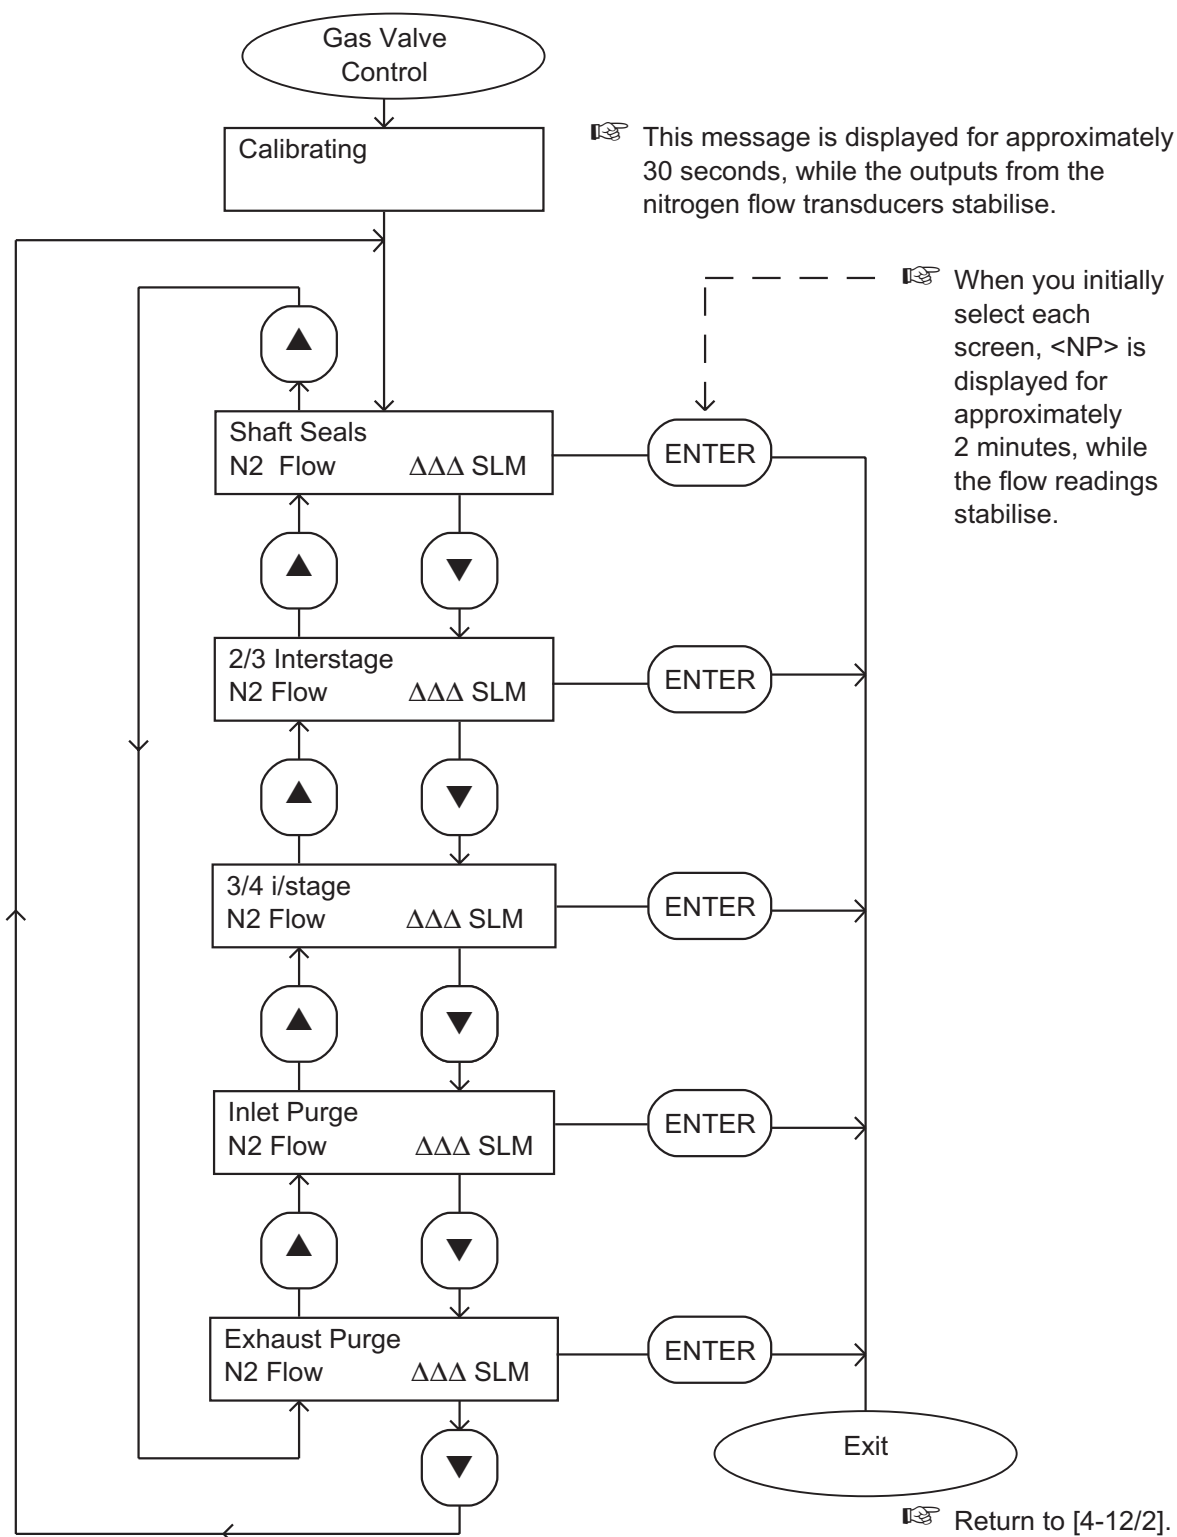 Gas Valve
Control
Calibrating
☞ This message is displayed for approximately
30 seconds, while the outputs from the
nitrogen flow transducers stabilise.
☞ When you initially
select each
screen, <NP> is
displayed for
approximately
2 minutes, while
the flow readings
stabilise.
▲
Shaft Seals
N2 Flow ΔΔΔ SLM
ENTER
▲ ▼
2/3 Interstage
N2 Flow ΔΔΔ SLM
ENTER
▲ ▼
3/4 i/stage
N2 Flow ΔΔΔ SLM
ENTER
▲ ▼
Inlet Purge
N2 Flow ΔΔΔ SLM
ENTER
▲ ▼
Exhaust Purge
N2 Flow ΔΔΔ SLM
ENTER
▼
Exit
☞ Return to [4-12/2].